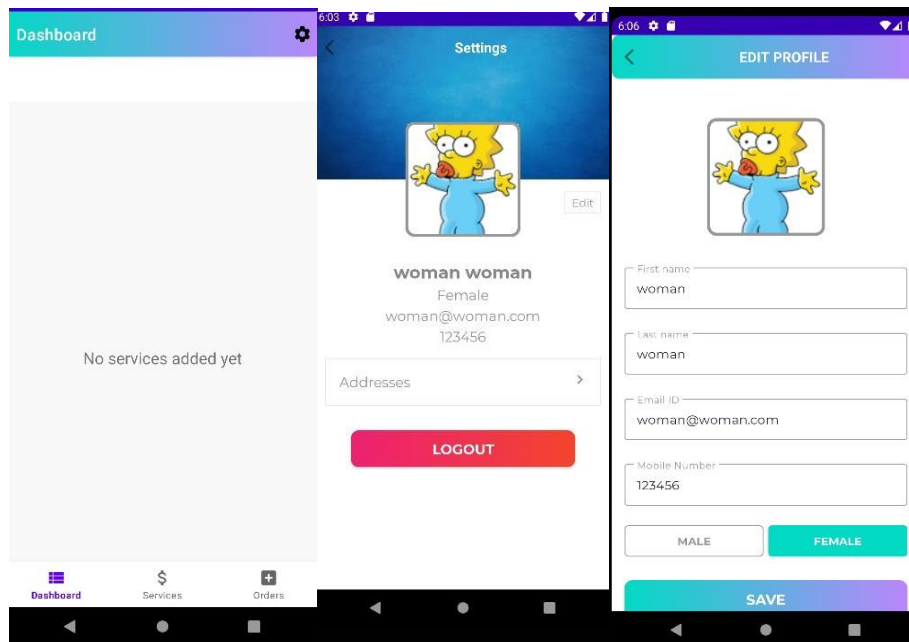 Dashboard
No services added yet
Dashboard
Services
Orders
6:03
Settings
Edit
woman woman
Female
woman@woman.com
123456
Addresses
LOGOUT
6:06
EDIT PROFILE
First name
woman
Last name
woman
Email ID
woman@woman.com
Mobile Number
123456
MALE
FEMALE
SAVE